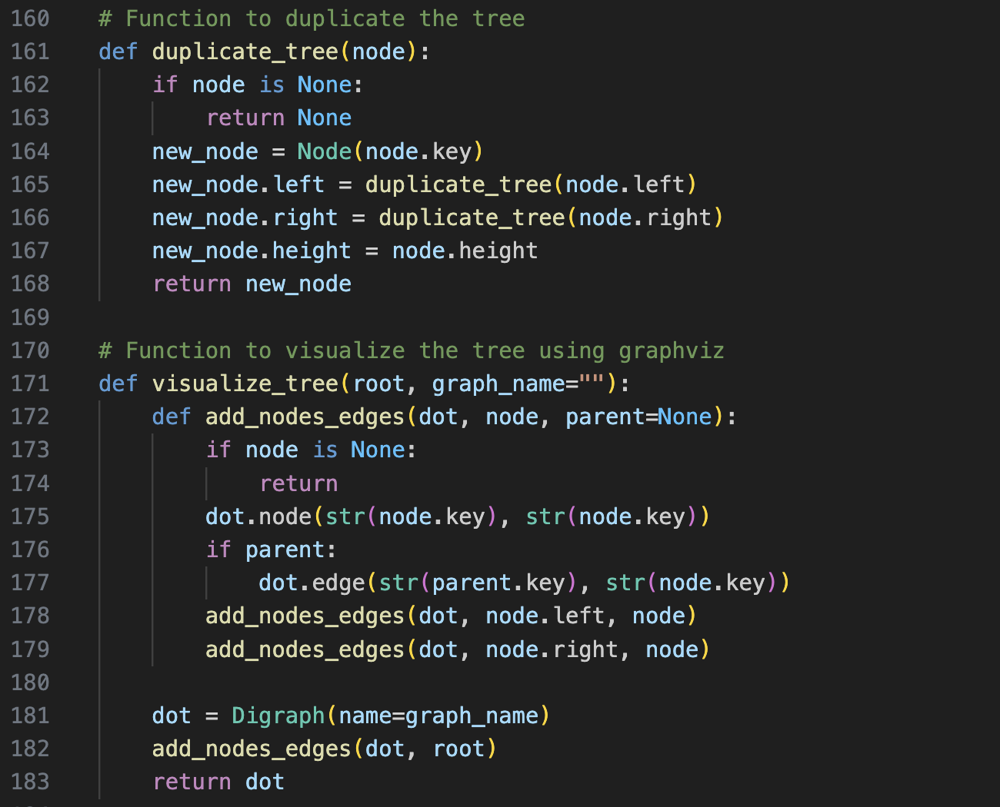 160 # Function to duplicate the tree
161 def duplicate_tree(node):
162     if node is None:
163         return None
164     new_node = Node(node.key)
165     new_node.left = duplicate_tree(node.left)
166     new_node.right = duplicate_tree(node.right)
167     new_node.height = node.height
168     return new_node
169
170 # Function to visualize the tree using graphviz
171 def visualize_tree(root, graph_name=""):
172     def add_nodes_edges(dot, node, parent=None):
173         if node is None:
174             return
175         dot.node(str(node.key), str(node.key))
176         if parent:
177             dot.edge(str(parent.key), str(node.key))
178         add_nodes_edges(dot, node.left, node)
179         add_nodes_edges(dot, node.right, node)
180
181     dot = Digraph(name=graph_name)
182     add_nodes_edges(dot, root)
183     return dot